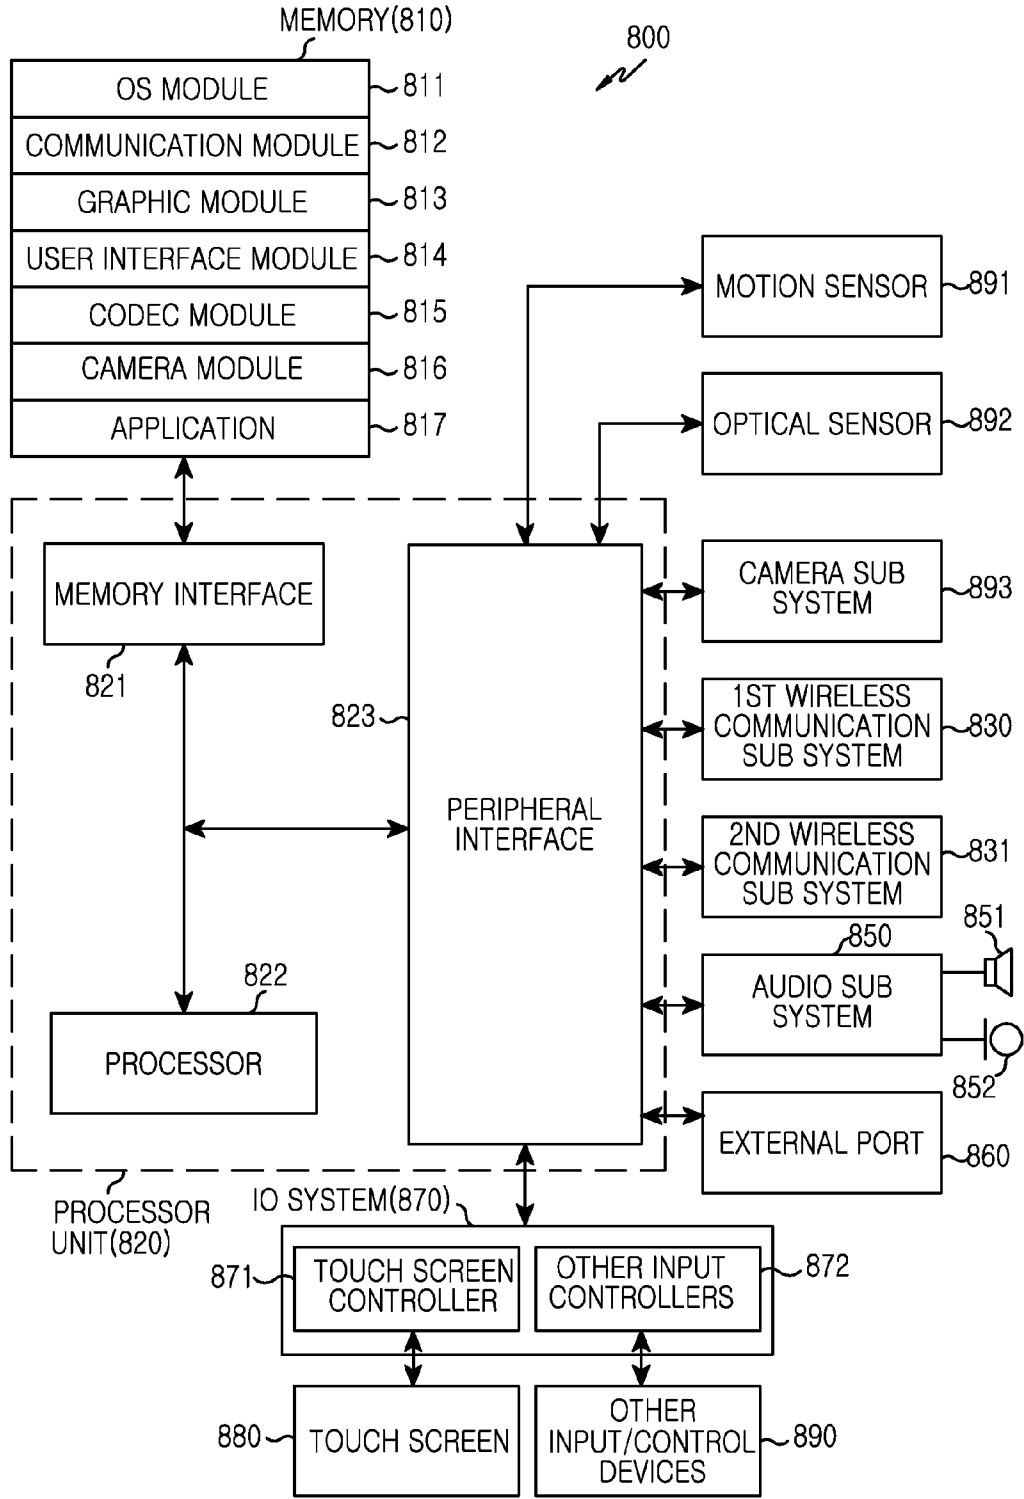 MEMORY(810)
800
OS MODULE
811
COMMUNICATION MODULE
812
GRAPHIC MODULE
813
USER INTERFACE MODULE
814
CODEC MODULE
815
CAMERA MODULE
816
APPLICATION
817
MOTION SENSOR
891
OPTICAL SENSOR
892
MEMORY INTERFACE
821
CAMERA SUB
SYSTEM
893
823
1ST WIRELESS
COMMUNICATION
SUB SYSTEM
830
PERIPHERAL
INTERFACE
2ND WIRELESS
COMMUNICATION
SUB SYSTEM
831
822
PROCESSOR
850
AUDIO SUB
SYSTEM
851
852
EXTERNAL PORT
860
PROCESSOR
UNIT(820)
IO SYSTEM(870)
871
TOUCH SCREEN
CONTROLLER
OTHER INPUT
CONTROLLERS
872
880
TOUCH SCREEN
OTHER
INPUT/CONTROL
DEVICES
890